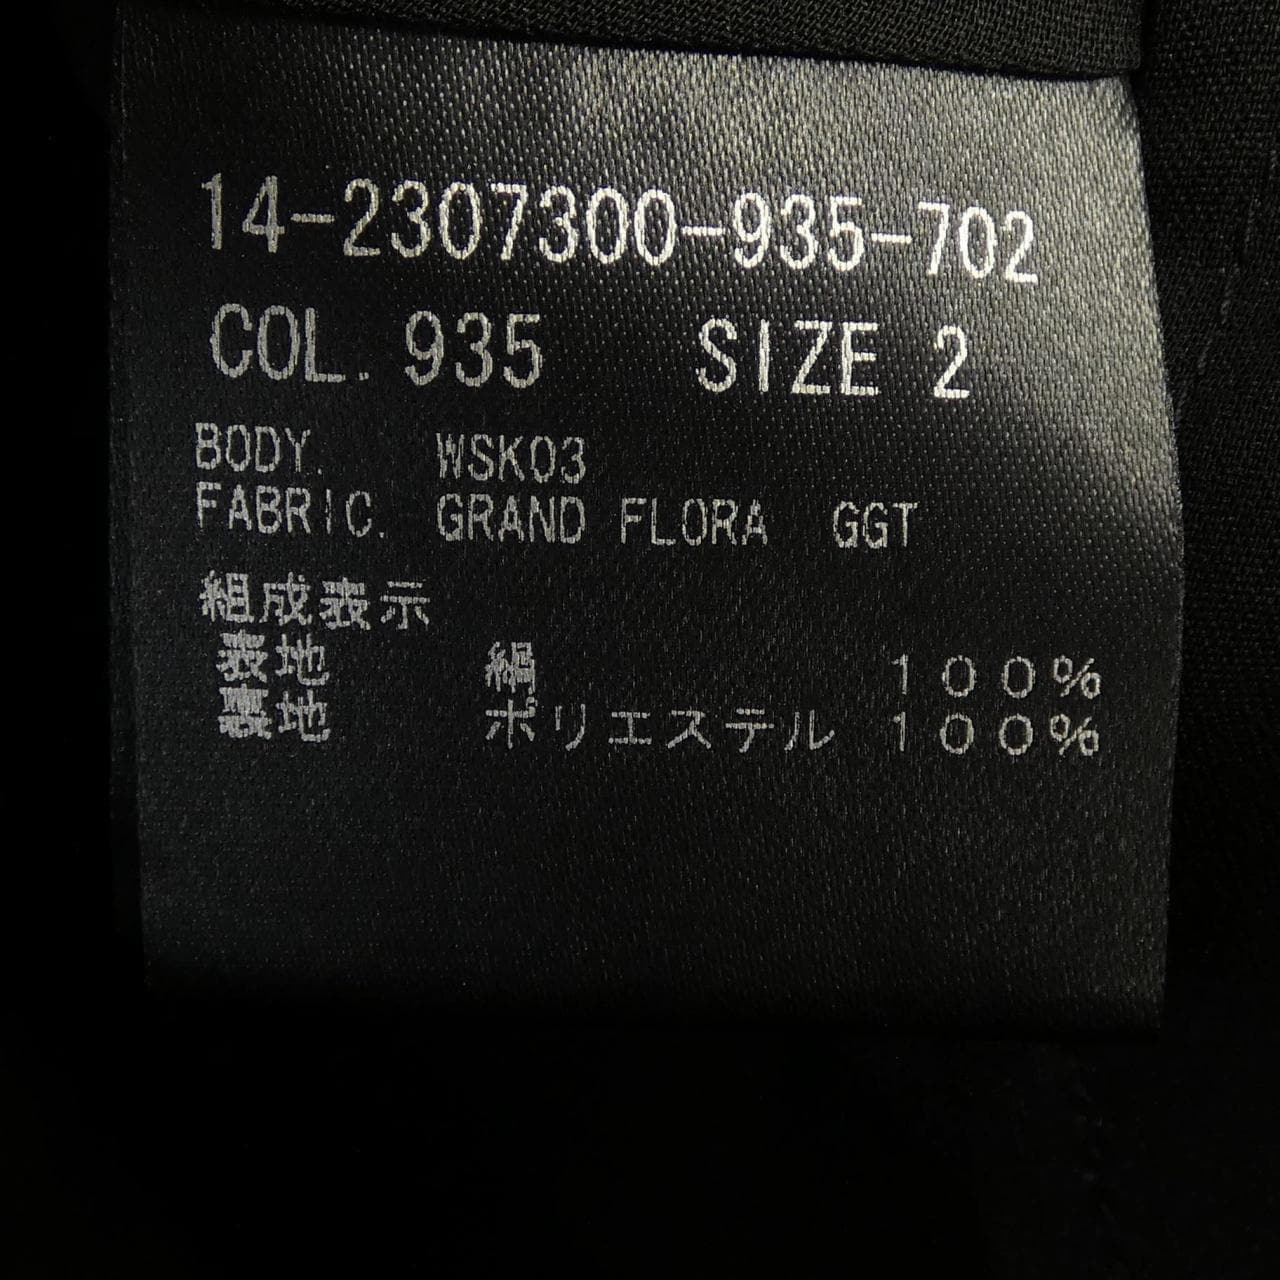 14-2307300-935-702
COL. 935 SIZE 2
BODY. WSK03
FABRIC. GRAND FLORA GGT
組成表示
表地 絹 100%
裏地 ポリエステル 100%